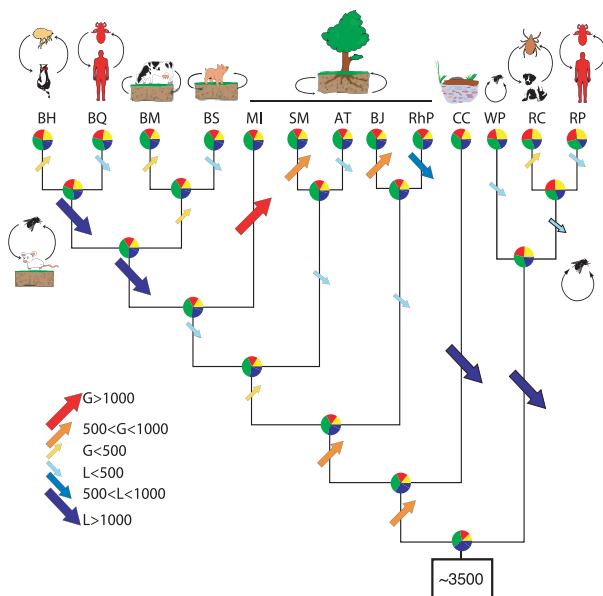 BH BQ BM BS MI SM AT BJ RhP CC WP RC RP
G>1000
500<G<1000
G<500
L<500
500<L<1000
L>1000
~3500